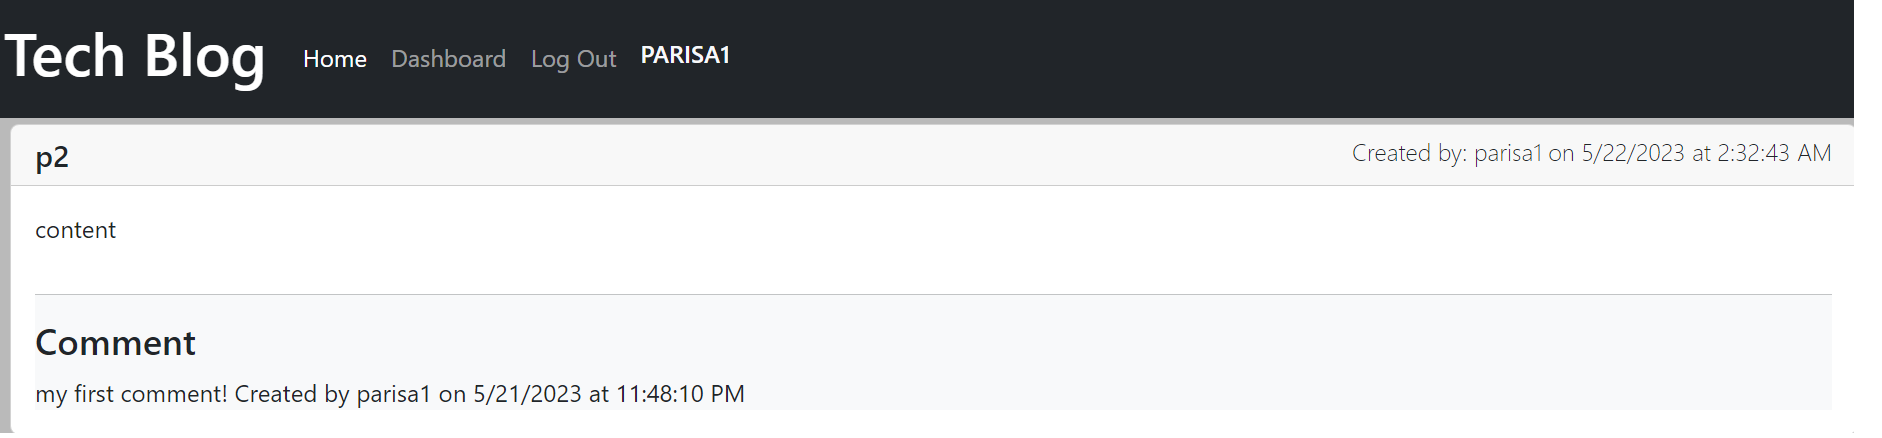 Tech Blog Home Dashboard Log Out PARISA1
p2 Created by: parisa1 on 5/22/2023 at 2:32:43 AM
content
Comment
my first comment! Created by parisa1 on 5/21/2023 at 11:48:10 PM